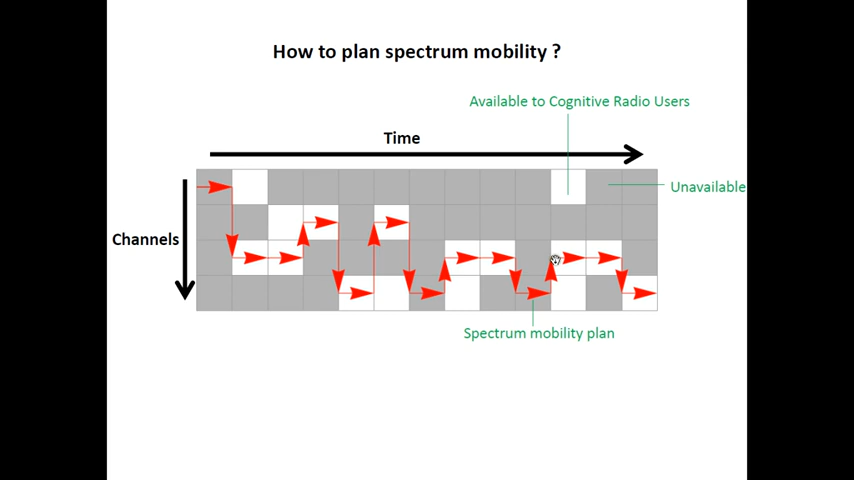 How to plan spectrum mobility ?
Available to Cognitive Radio Users
Time
Unavailable
Channels
Spectrum mobility plan